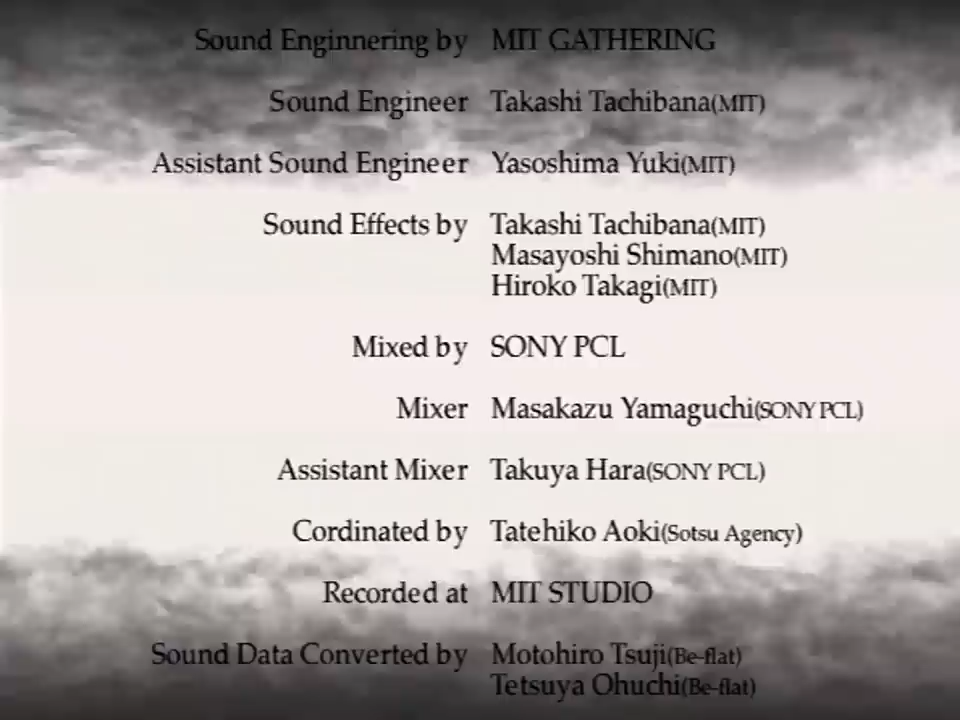 Sound Enginnering by MIT GATHERING
Sound Engineer Takashi Tachibana(MIT)
Assistant Sound Engineer Yasoshima Yuki(MIT)
Sound Effects by Takashi Tachibana(MIT)
Masayoshi Shimano(MIT)
Hiroko Takagi(MIT)
Mixed by SONY PCL
Mixer Masakazu Yamaguchi(SONY PCL)
Assistant Mixer Takuya Hara(SONY PCL)
Cordinated by Tatehiko Aoki(Sotsu Agency)
Recorded at MIT STUDIO
Sound Data Converted by Motohiro Tsuji(Be-flat)
Tetsuya Ohuchi(Be-flat)